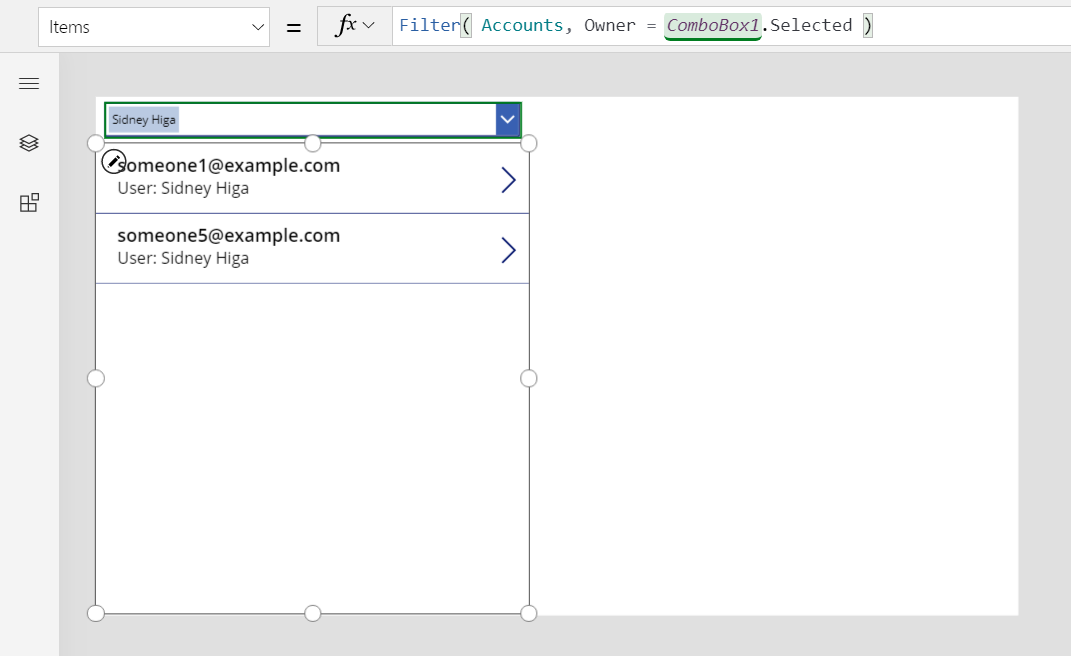 Items = fx Filter( Accounts, Owner = ComboBox1.Selected )
Sidney Higa
someone1@example.com
User: Sidney Higa
someone5@example.com
User: Sidney Higa